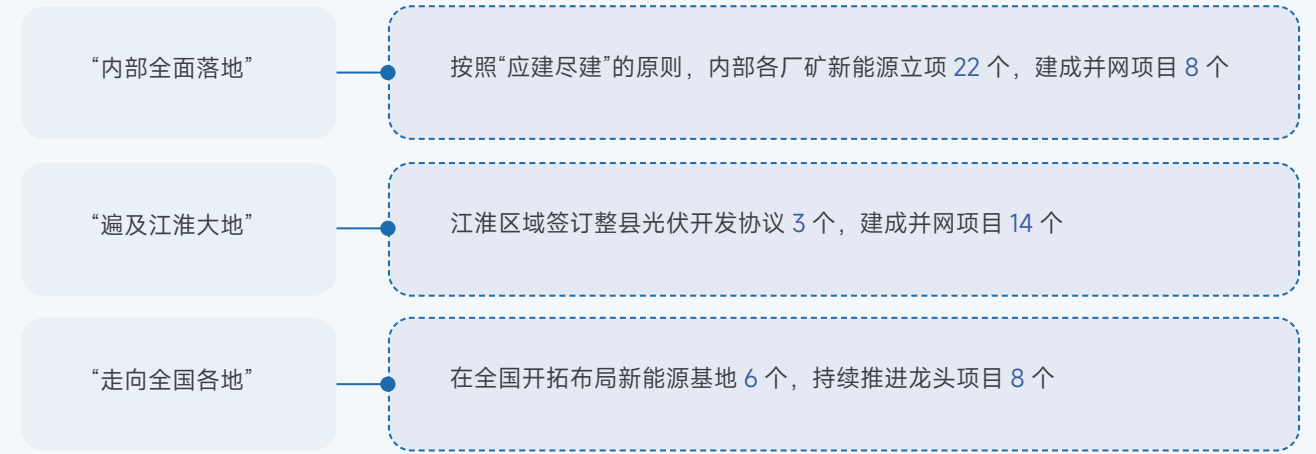 “内部全面落地”
按照“应建尽建”的原则，内部各厂矿新能源立项 22 个，建成并网项目 8 个
“遍及江淮大地”
江淮区域签订整县光伏开发协议 3 个，建成并网项目 14 个
“走向全国各地”
在全国开拓布局新能源基地 6 个，持续推进龙头项目 8 个